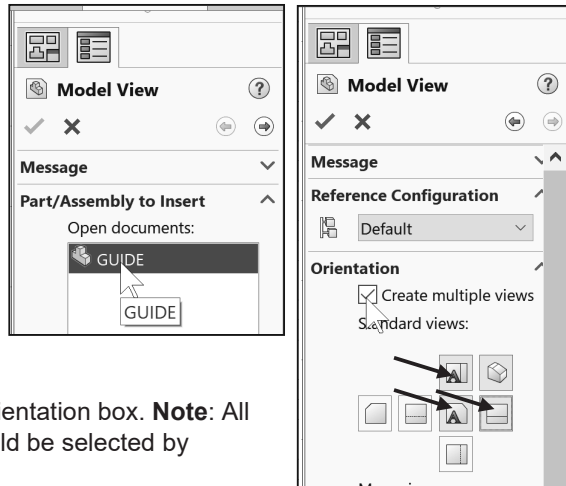 Model View
?
Message
Part/Assembly to Insert
Open documents:
GUIDE
GUIDE
ientation box. Note: All
ld be selected by
Model View
?
Message
Reference Configuration
Default
Orientation
Create multiple views
Standard views:
A
A